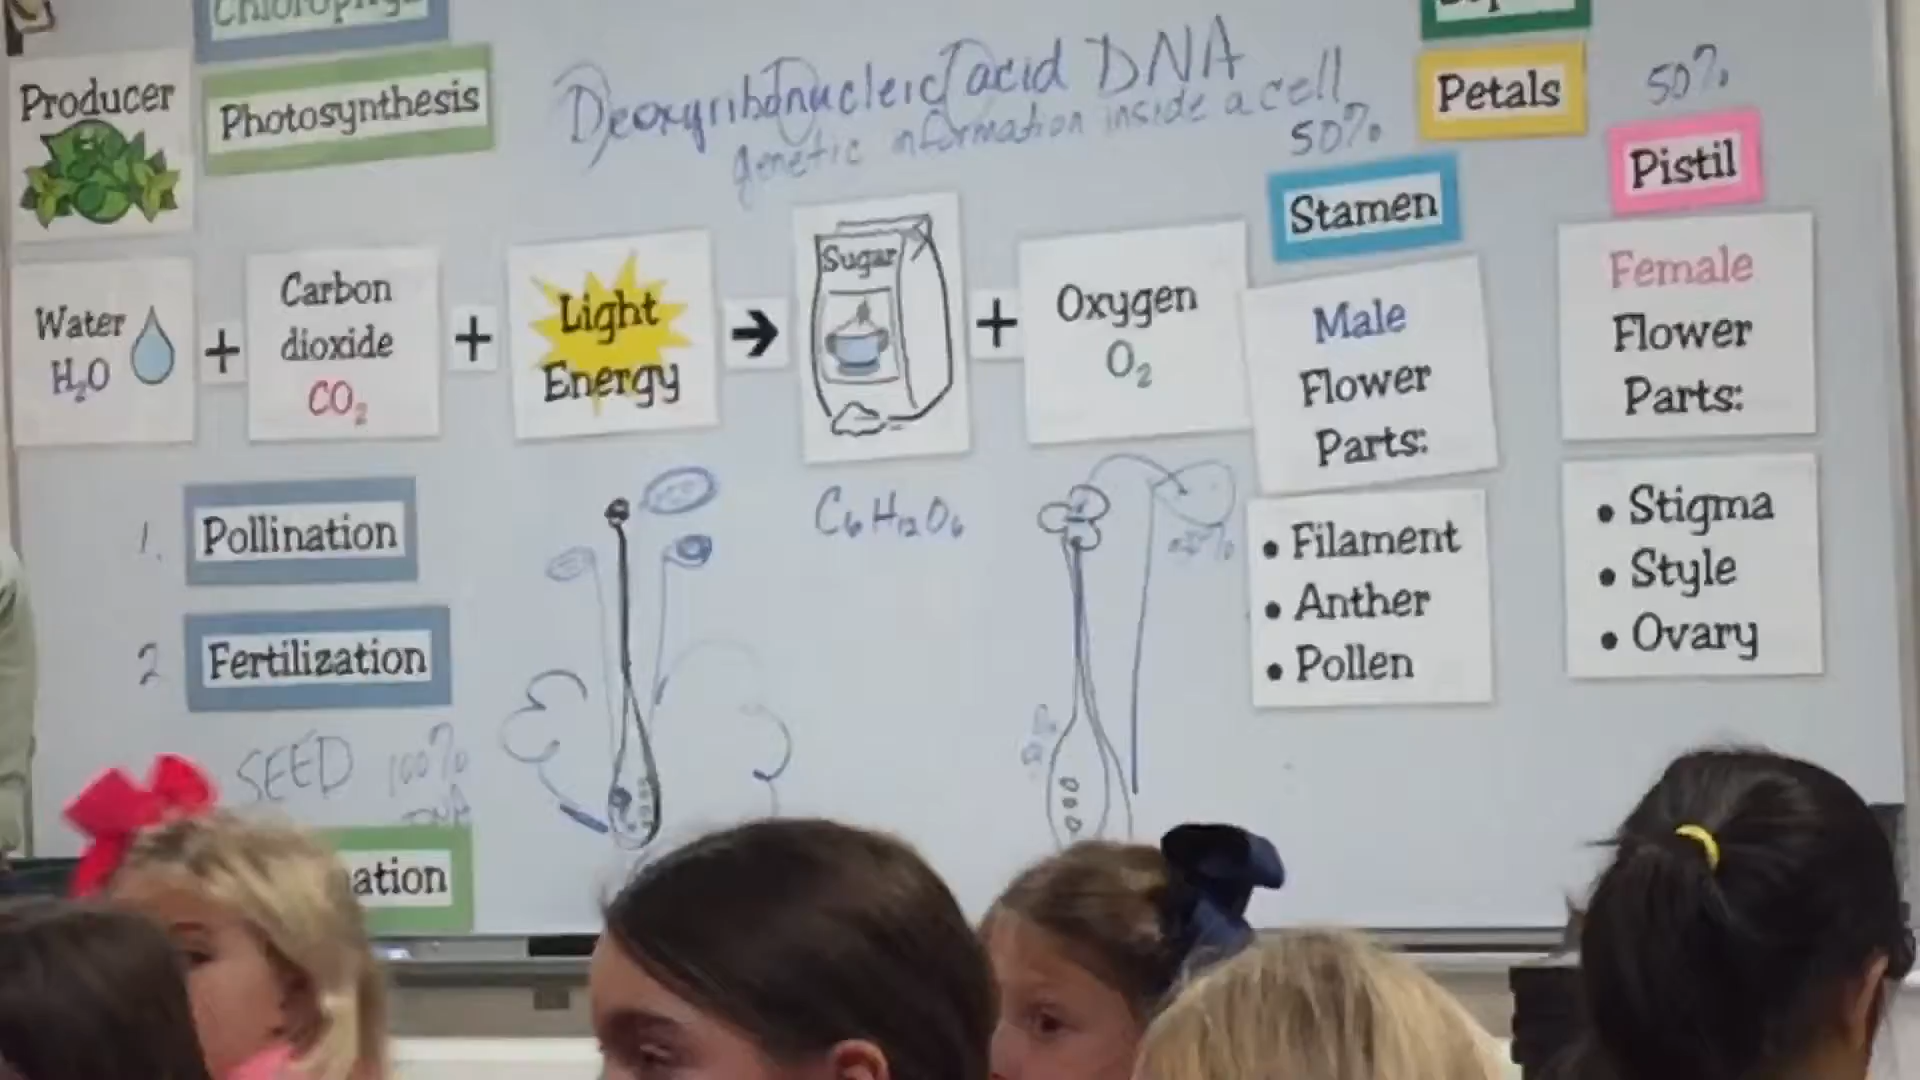 Producer
Photosynthesis
Deoxyribonucleic acid DNA
genetic information inside a cell
Petals
50%
Pistil
50%
Stamen
Water
H₂O
+
Carbon
dioxide
CO₂
+
Light
Energy
→
Sugar
+
Oxygen
O₂
C₆H₁₂O₆
Male
Flower
Parts:
• Filament
• Anther
• Pollen
Female
Flower
Parts:
• Stigma
• Style
• Ovary
1. Pollination
2 Fertilization
SEED 100%
DNA